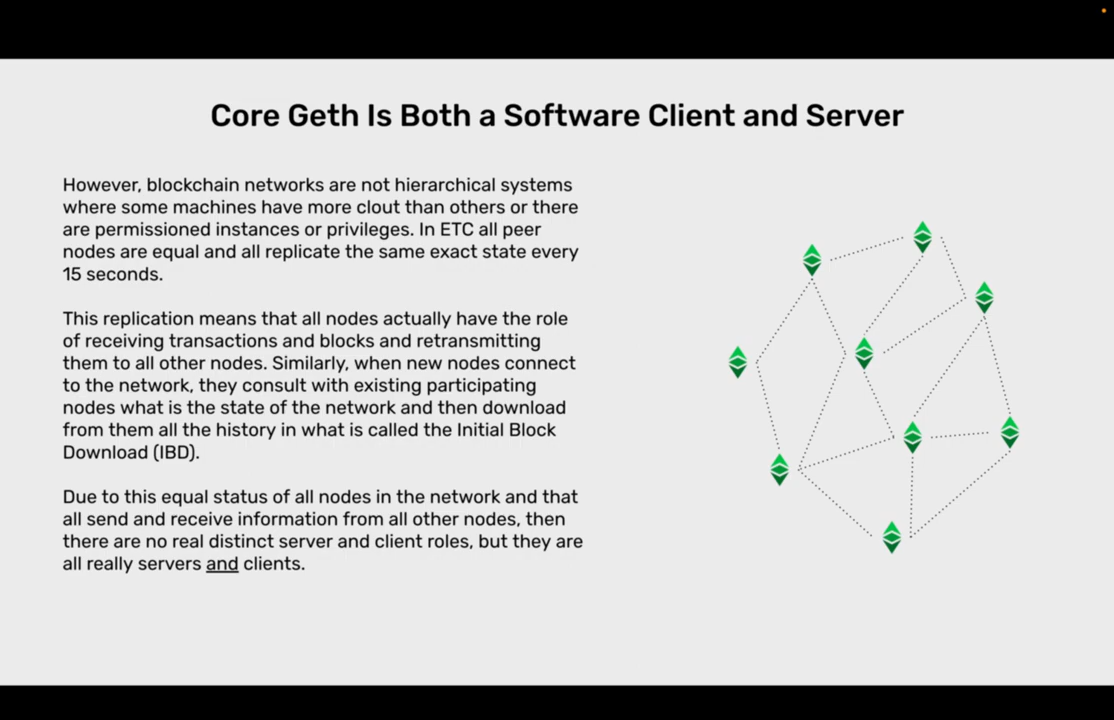 Core Geth Is Both a Software Client and Server
However, blockchain networks are not hierarchical systems
where some machines have more clout than others or there
are permissioned instances or privileges. In ETC all peer
nodes are equal and all replicate the same exact state every
15 seconds.
This replication means that all nodes actually have the role
of receiving transactions and blocks and retransmitting
them to all other nodes. Similarly, when new nodes connect
to the network, they consult with existing participating
nodes what is the state of the network and then download
from them all the history in what is called the Initial Block
Download (IBD).
Due to this equal status of all nodes in the network and that
all send and receive information from all other nodes, then
there are no real distinct server and client roles, but they are
all really servers and clients.